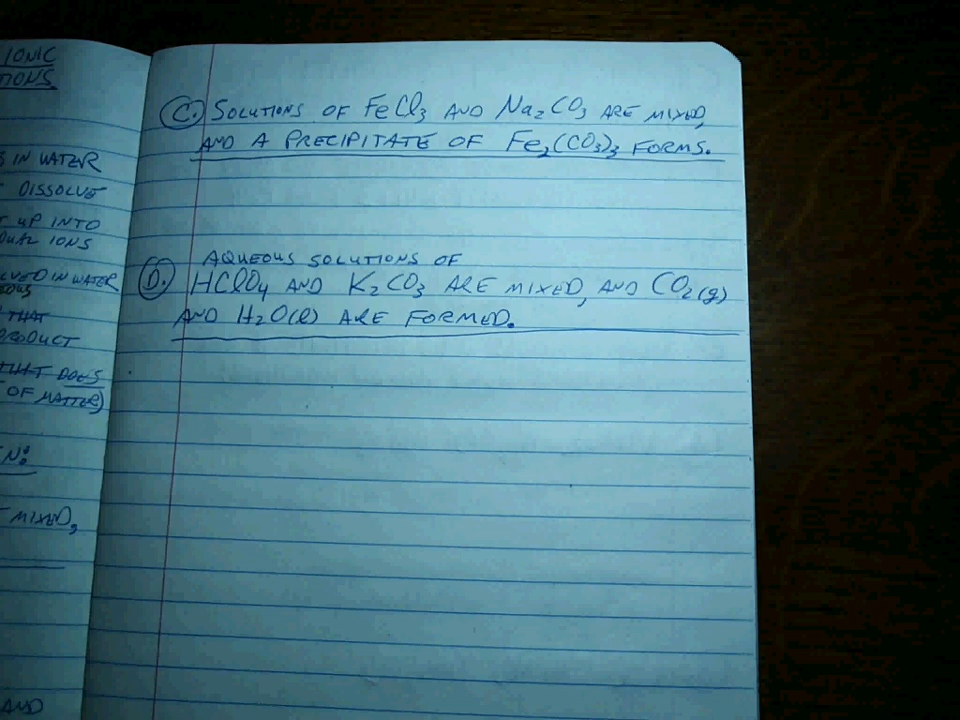 IONIC
TIONS
IN WATER
DISSOLVE
UP INTO
IONS
IN WATER
THAT
PRODUCT
THAT DOES
OF MATTER)
N:
MIXED,
AND
C. SOLUTIONS OF FeCl3 AND Na2CO3 ARE MIXED,
AND A PRECIPITATE OF Fe2(CO3)3 FORMS.
AQUEOUS SOLUTIONS OF
D. HClO4 AND K2CO3 ARE MIXED, AND CO2(g)
AND H2O(l) ARE FORMED.